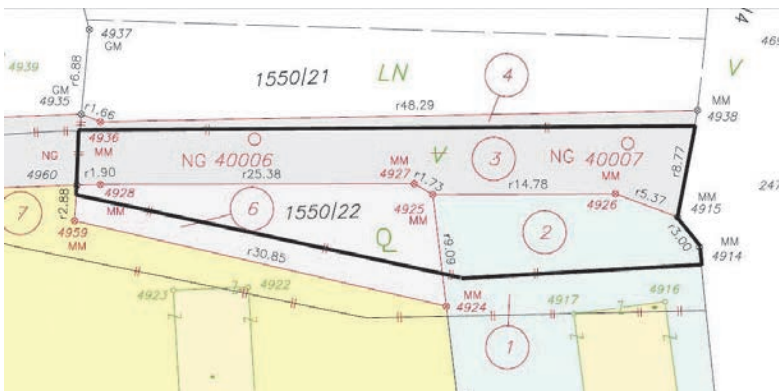 4937
GM
4939
r6.88
1550/21
LN
4
V
469
14
GM
4935
r1.66
r48.29
MM
4938
4936
MM
NG
4960
r1.90
NG 40006
r25.38
MM
4927
3
NG 40007
r8.77
r1.73
r14.78
r5.37
247
r2.88
4928
MM
4925
MM
4926
MM
4915
r3.00
7
6
1550/22
2
4959
MM
r9.09
MM
4914
r30.85
4923
4922
MM
4924
4917
4916
1